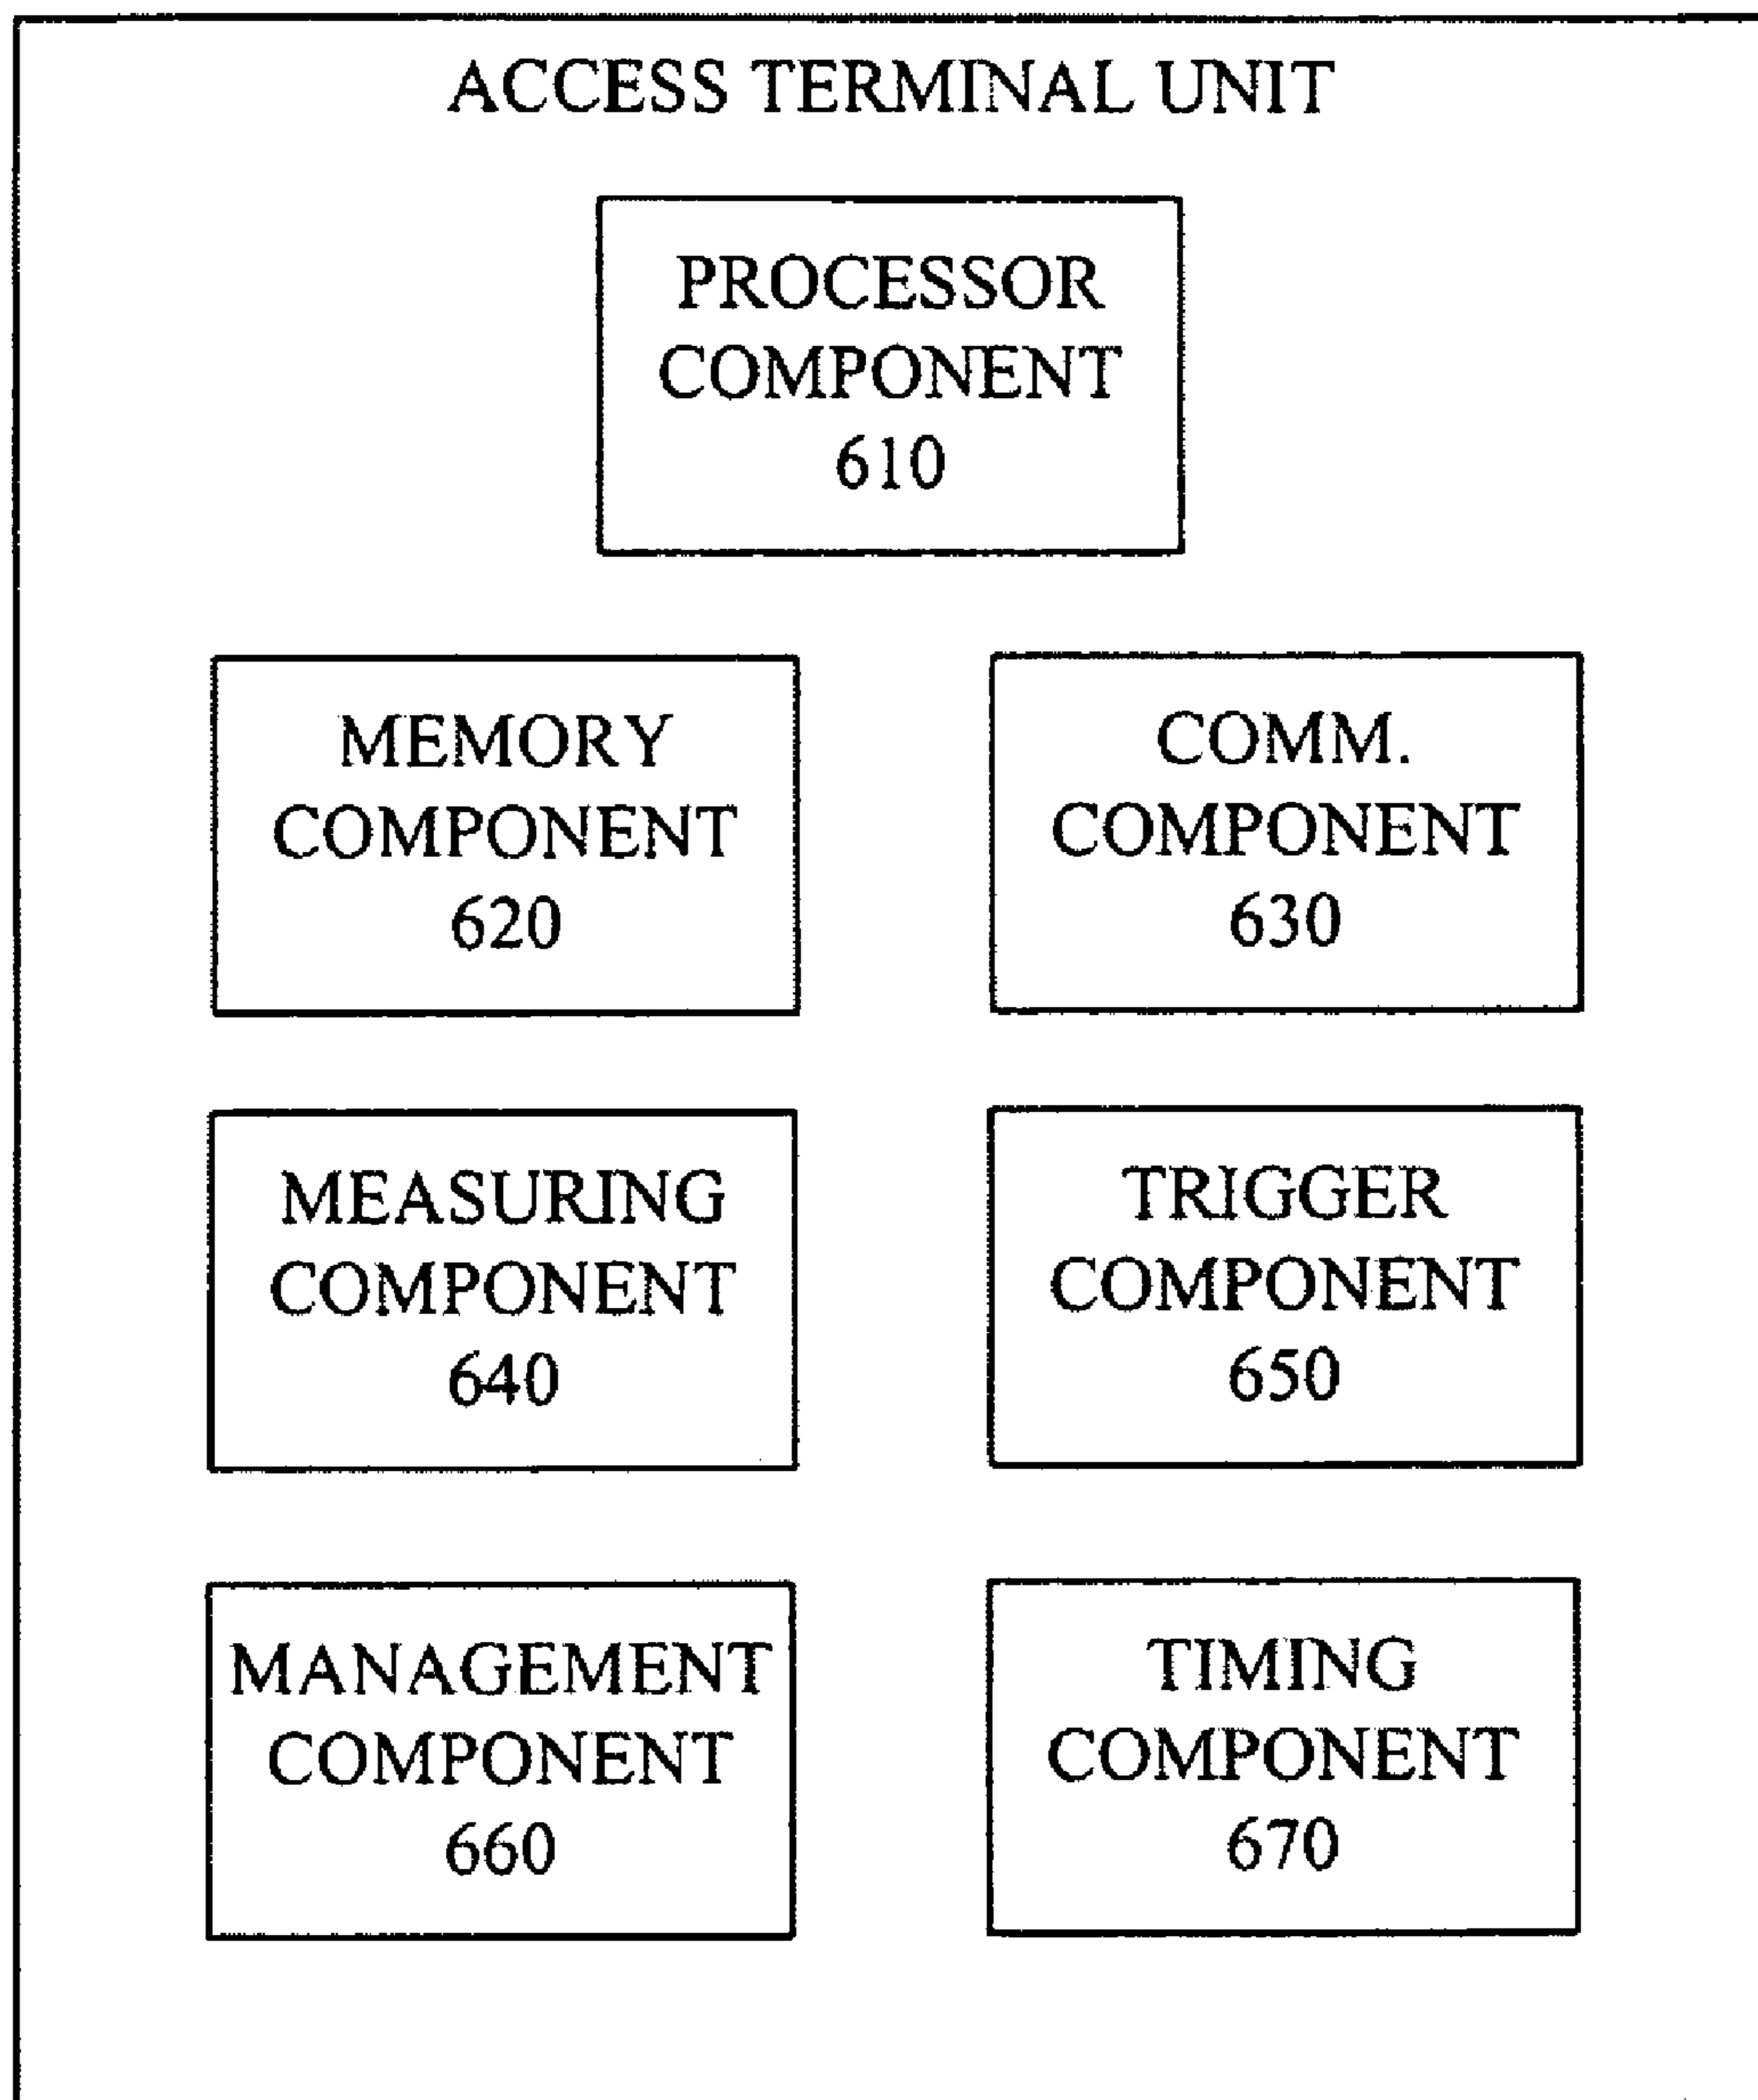 ACCESS TERMINAL UNIT
PROCESSOR
COMPONENT
610
MEMORY
COMPONENT
620
COMM.
COMPONENT
630
MEASURING
COMPONENT
640
TRIGGER
COMPONENT
650
MANAGEMENT
COMPONENT
660
TIMING
COMPONENT
670